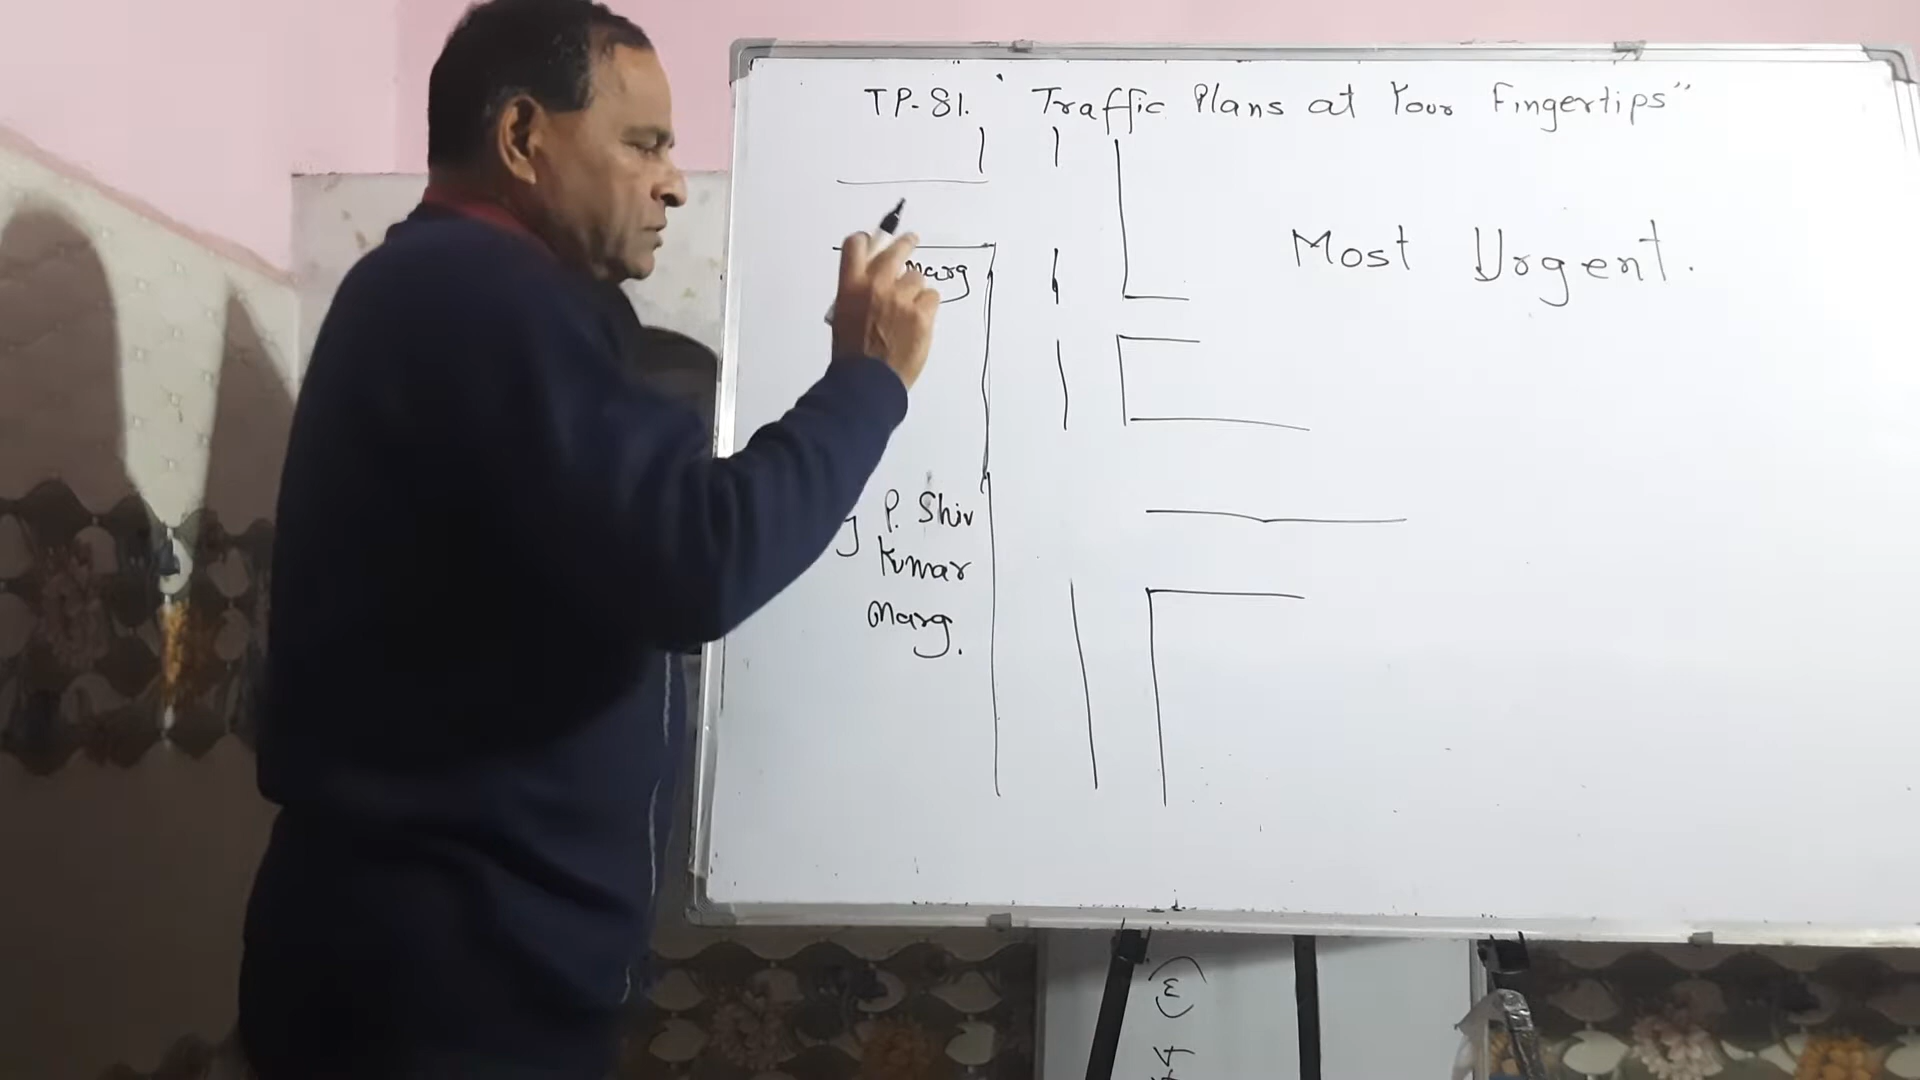 TP-81. ‘Traffic Plans at Your Fingertips”
Most Urgent.
Marg
P. Shiv
Kumar
Marg.